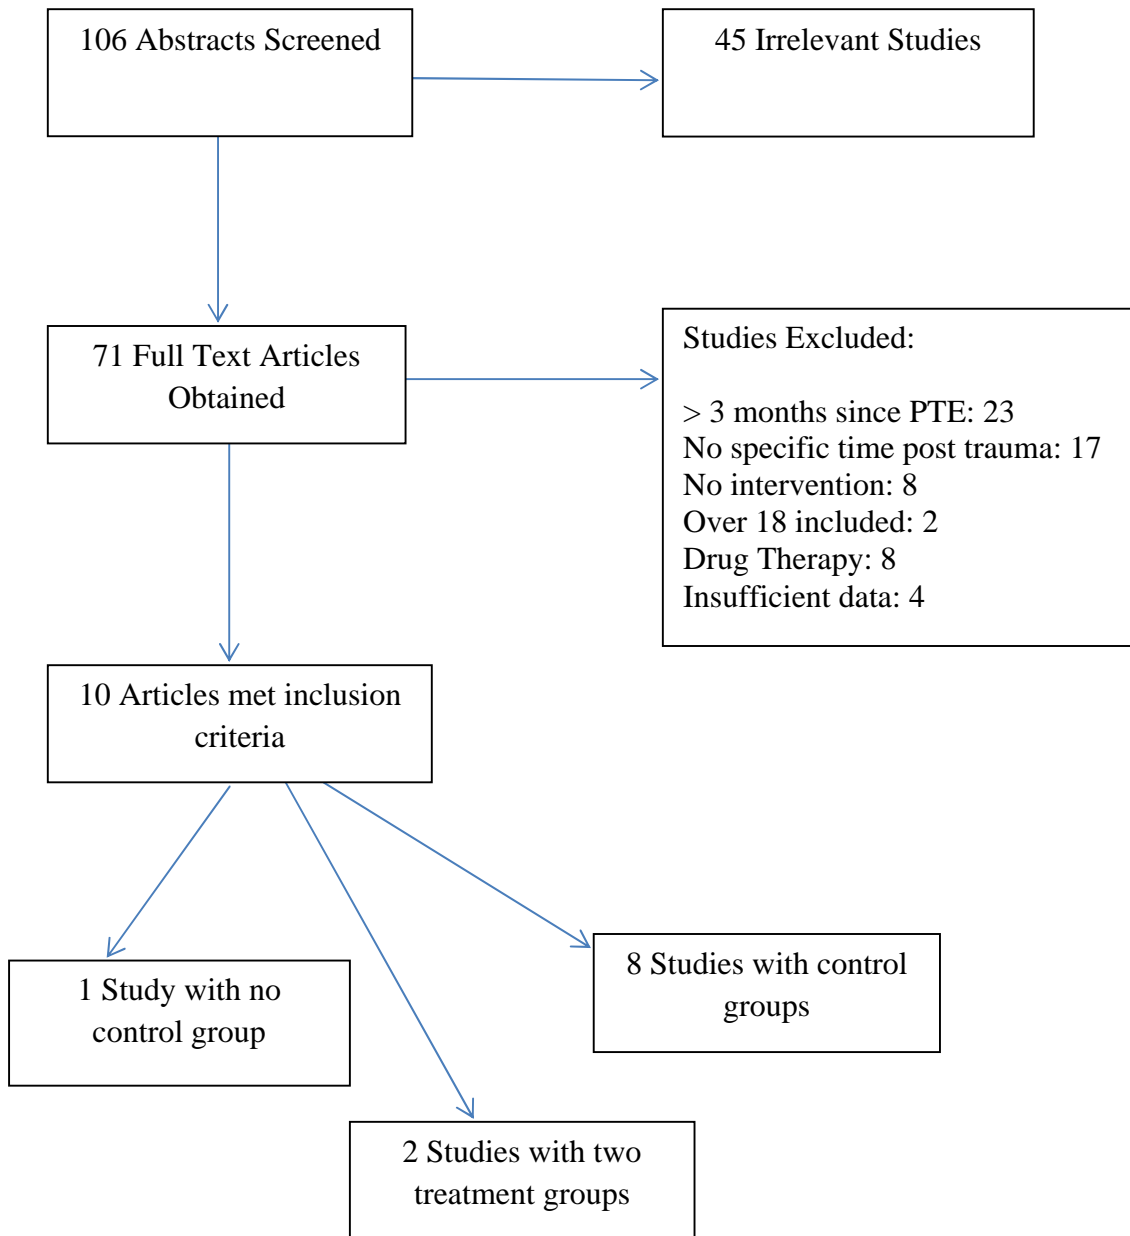 106 Abstracts Screened
45 Irrelevant Studies
71 Full Text Articles
Obtained
Studies Excluded:
> 3 months since PTE: 23
No specific time post trauma: 17
No intervention: 8
Over 18 included: 2
Drug Therapy: 8
Insufficient data: 4
10 Articles met inclusion
criteria
1 Study with no
control group
8 Studies with control
groups
2 Studies with two
treatment groups